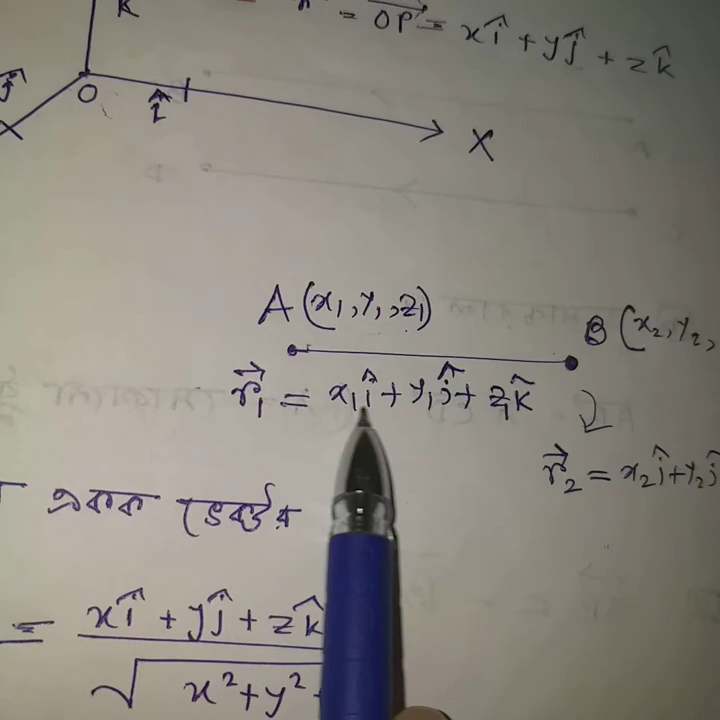 = OP⃗ = xî + yĵ + zk̂
k
O
î
X
A (x₁, y₁, z₁)
B (x₂, y₂,
r⃗₁ = x₁î + y₁ĵ + z₁k̂
r⃗₂ = x₂î + y₂ĵ
একক ভেক্টর
= xî + yĵ + zk̂
√x² + y² +